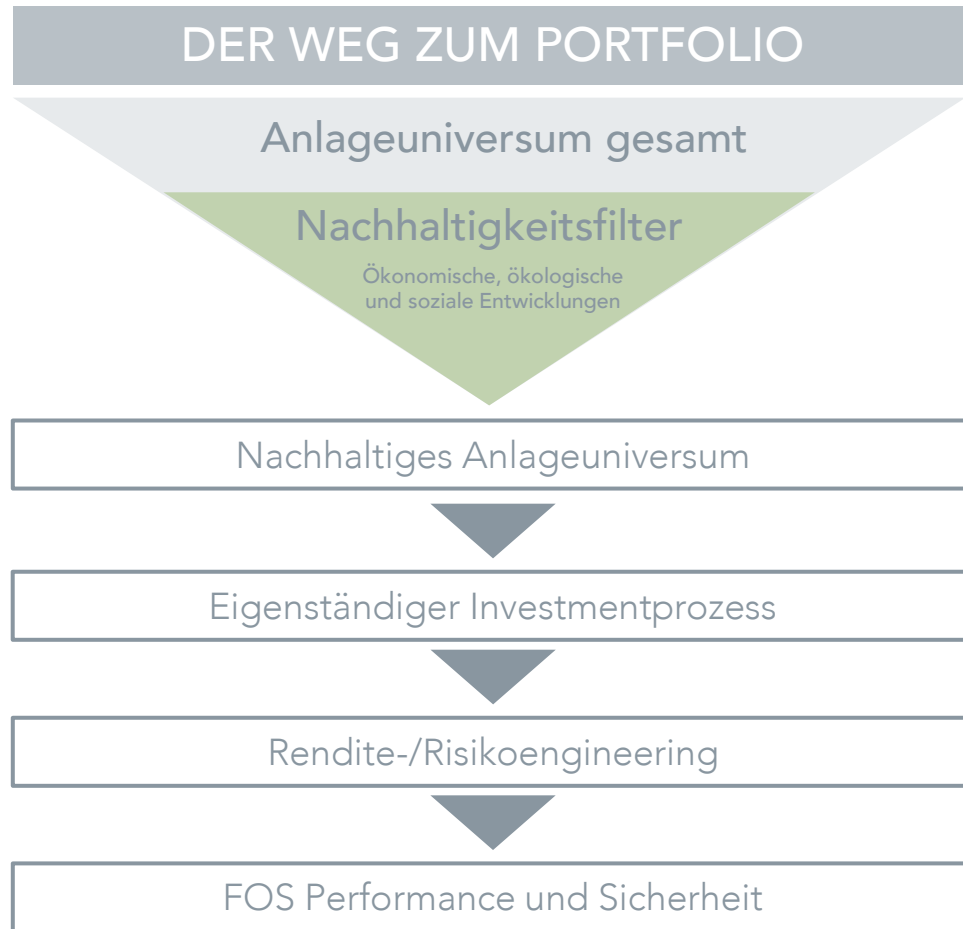 DER WEG ZUM PORTFOLIO
Anlageuniversum gesamt
Nachhaltigkeitsfilter
Ökonomische, ökologische
und soziale Entwicklungen
Nachhaltiges Anlageuniversum
Eigenständiger Investmentprozess
Rendite-/Risikoengineering
FOS Performance und Sicherheit